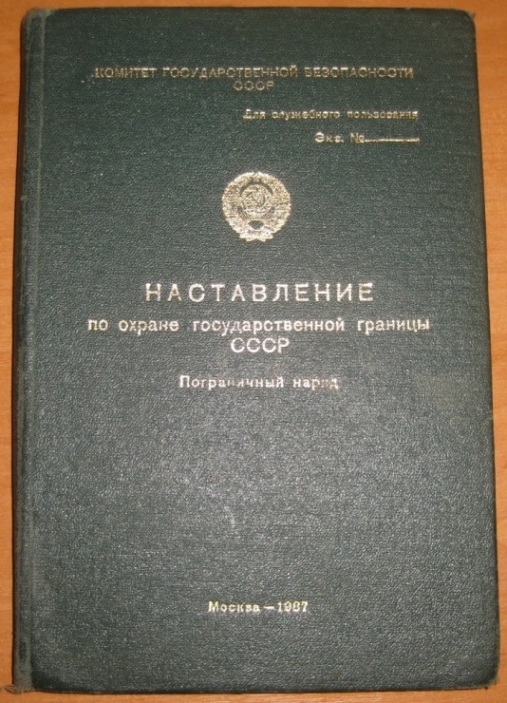 КОМИТЕТ ГОСУДАРСТВЕННОЙ БЕЗОПАСНОСТИ
СССР
Для служебного пользования
Экз. №
НАСТАВЛЕНИЕ
по охране государственной границы
СССР
Пограничный наряд
Москва — 1987